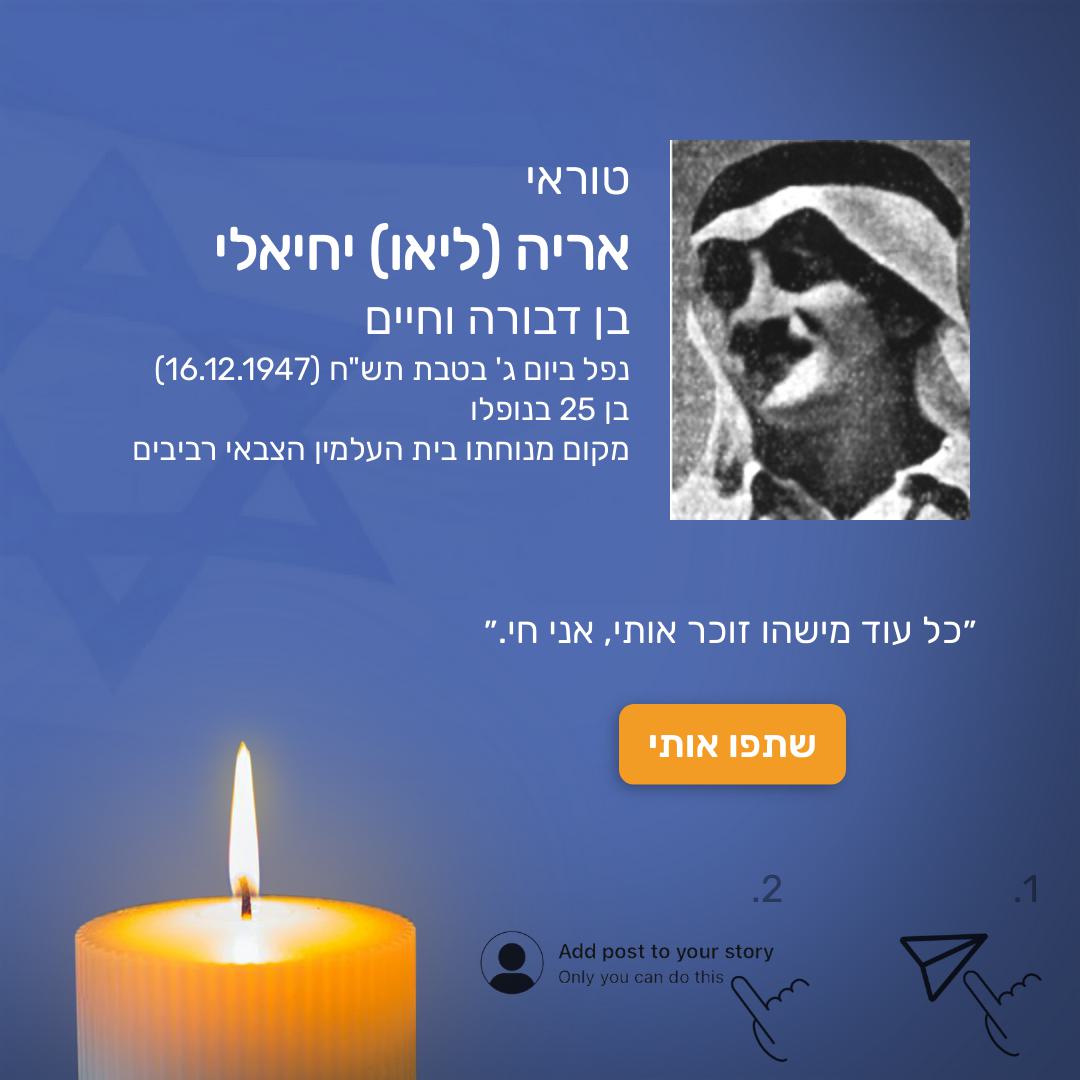 טוראי
אריה (ליאו) יחיאלי
בן דבורה וחיים
נפל ביום ג' בטבת תש"ח (16.12.1947)
בן 25 בנופלו
מקום מנוחתו בית העלמין הצבאי רביבים
״כל עוד מישהו זוכר אותי, אני חי.״
שתפו אותי
1.
2.
Add post to your story
Only you can do this